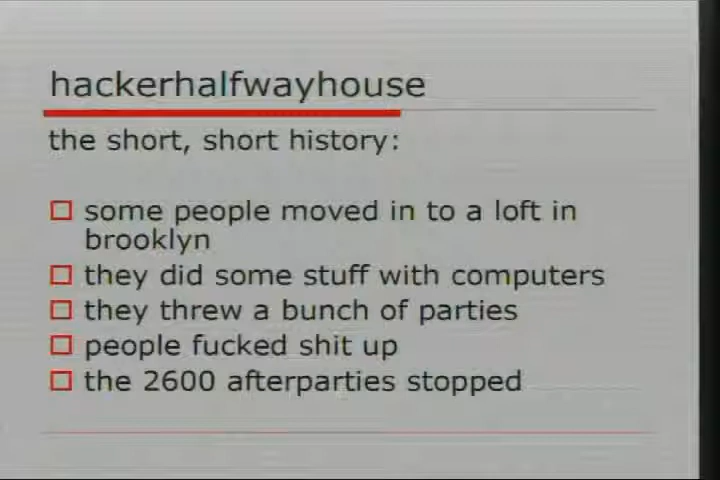 hackerhalfwayhouse
the short, short history:
some people moved in to a loft in
brooklyn
they did some stuff with computers
they threw a bunch of parties
people fucked shit up
the 2600 afterparties stopped